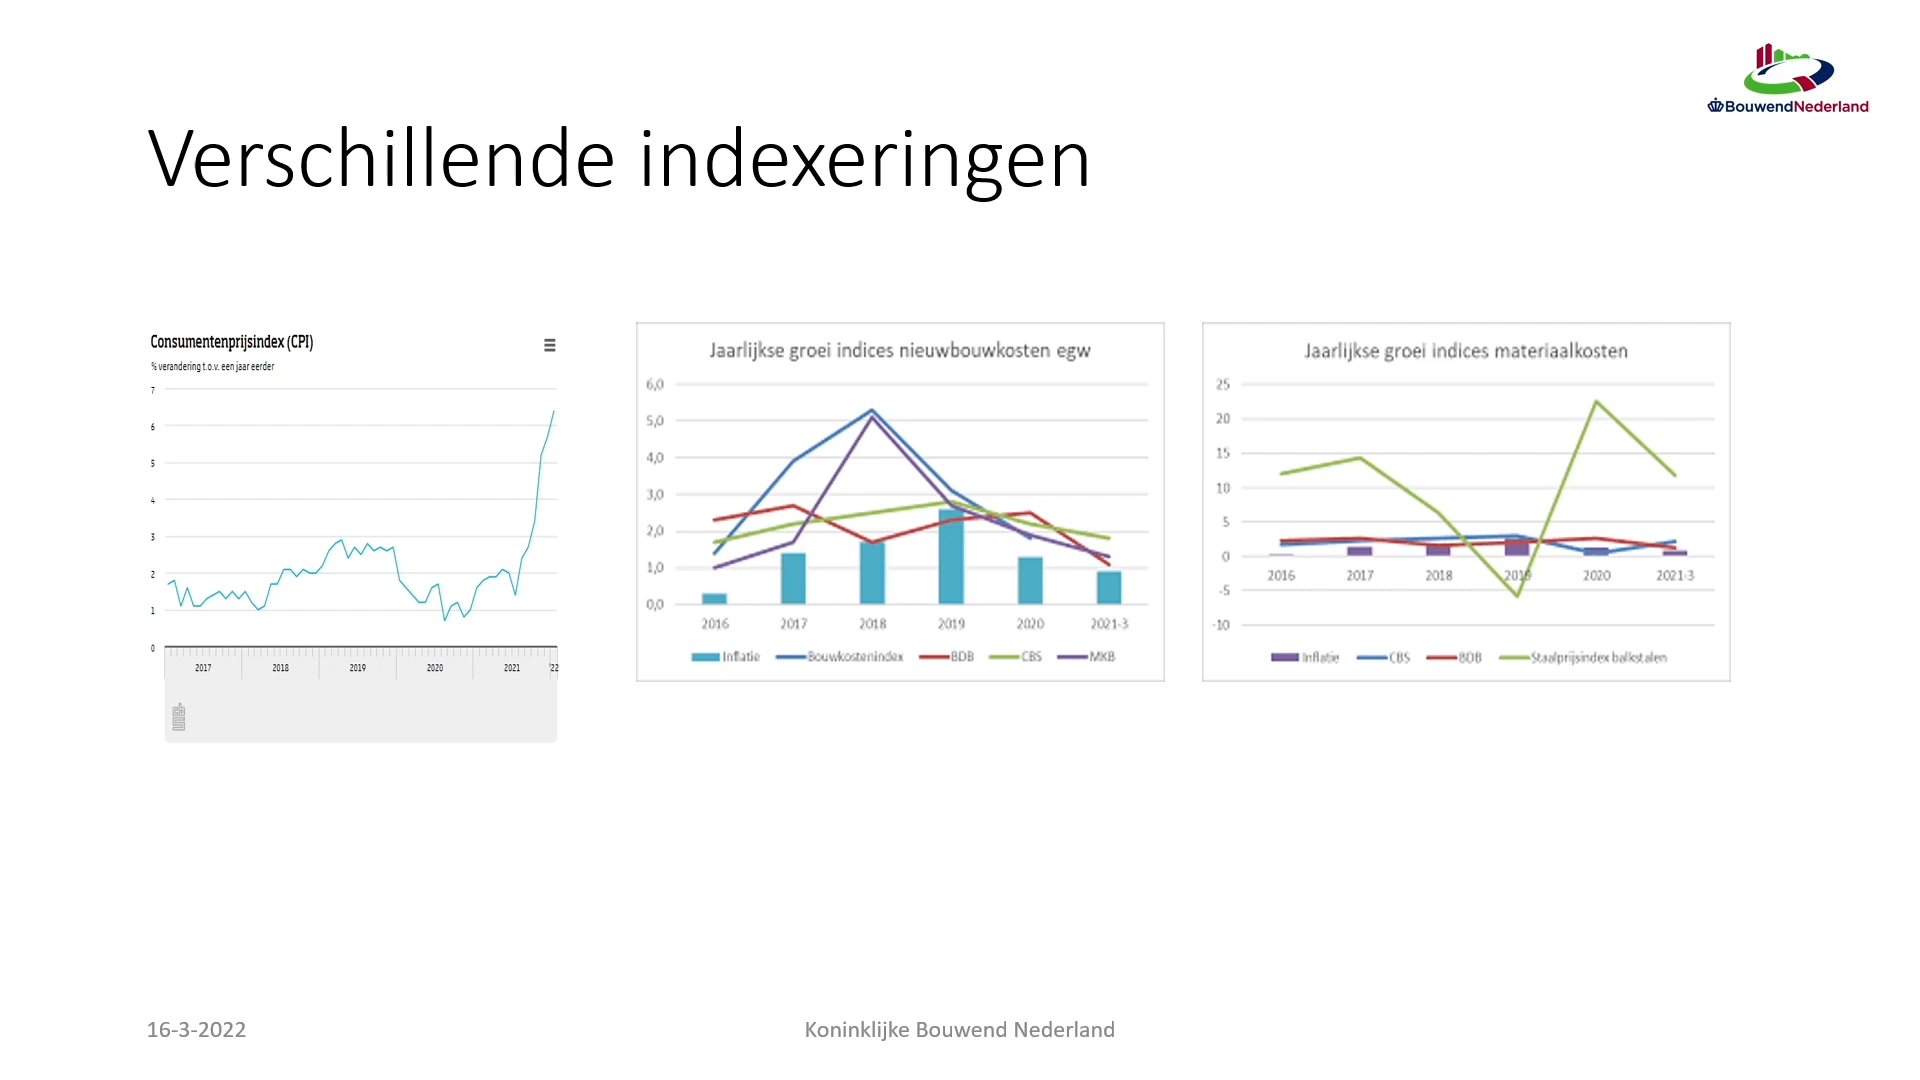 BouwendNederland
Verschillende indexeringen
Consumentenprijsindex (CPI)
% verandering t.o.v. een jaar eerder
7
6
5
4
3
2
1
0
2017 2018 2019 2020 2021 '22
Jaarlijkse groei indices nieuwbouwkosten egw
6,0
5,0
4,0
3,0
2,0
1,0
0,0
2016 2017 2018 2019 2020 2021-3
Inflatie Bouwkostenindex BDB CBS MKB
Jaarlijkse groei indices materiaalkosten
25
20
15
10
5
0
-5
-10
2016 2017 2018 2019 2020 2021-3
Inflatie CBS BDB Staalprijsindex balkstalen
16-3-2022
Koninklijke Bouwend Nederland